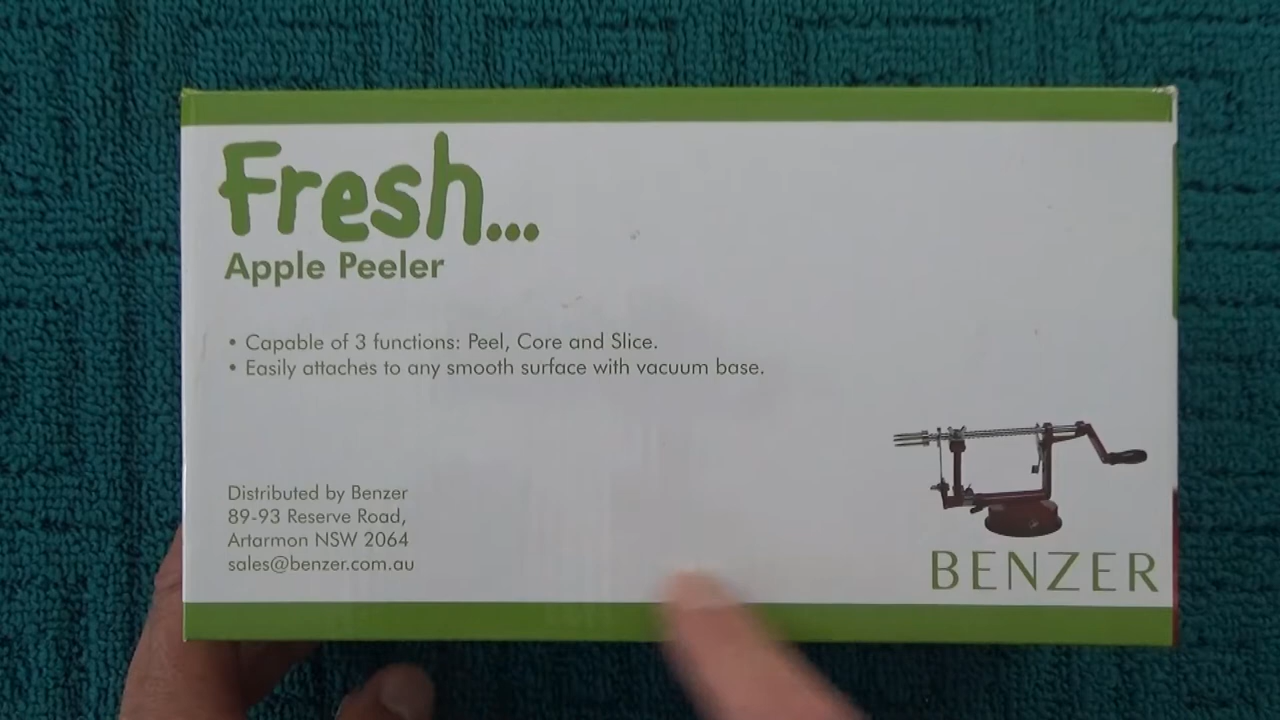 Fresh...
Apple Peeler
• Capable of 3 functions: Peel, Core and Slice.
• Easily attaches to any smooth surface with vacuum base.
Distributed by Benzer
89-93 Reserve Road,
Artarmon NSW 2064
sales@benzer.com.au
BENZER